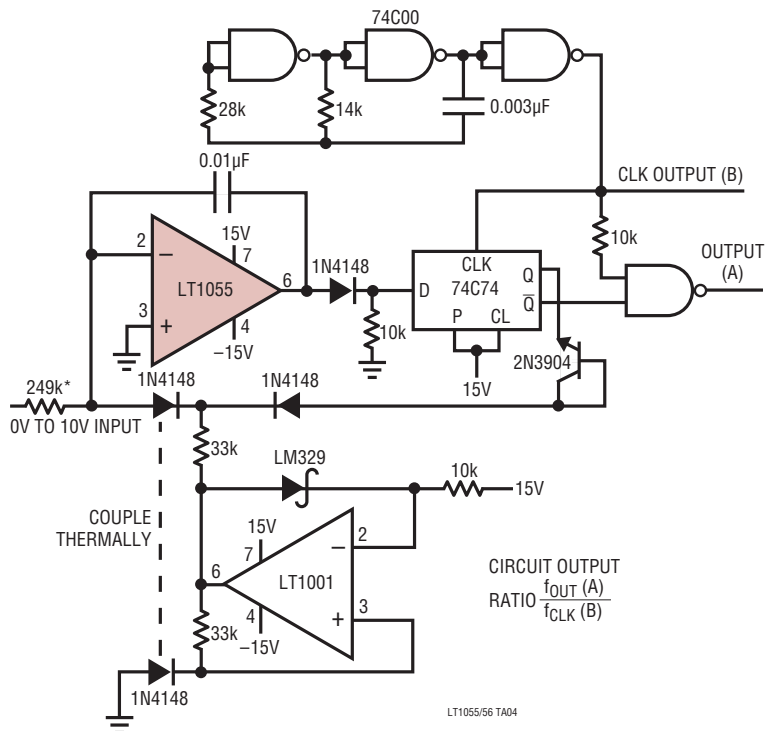 74C00
28k
14k
0.003µF
0.01µF
CLK OUTPUT (B)
10k
OUTPUT
(A)
2
15V
7
LT1055
6
1N4148
3
4
–15V
10k
D
CLK
74C74
Q
Q
P
CL
15V
2N3904
249k*
0V TO 10V INPUT
1N4148
1N4148
33k
LM329
10k
15V
COUPLE
THERMALLY
15V
7
2
6
LT1001
3
4
–15V
33k
1N4148
CIRCUIT OUTPUT
RATIO fOUT (A)
fCLK (B)
LT1055/56 TA04